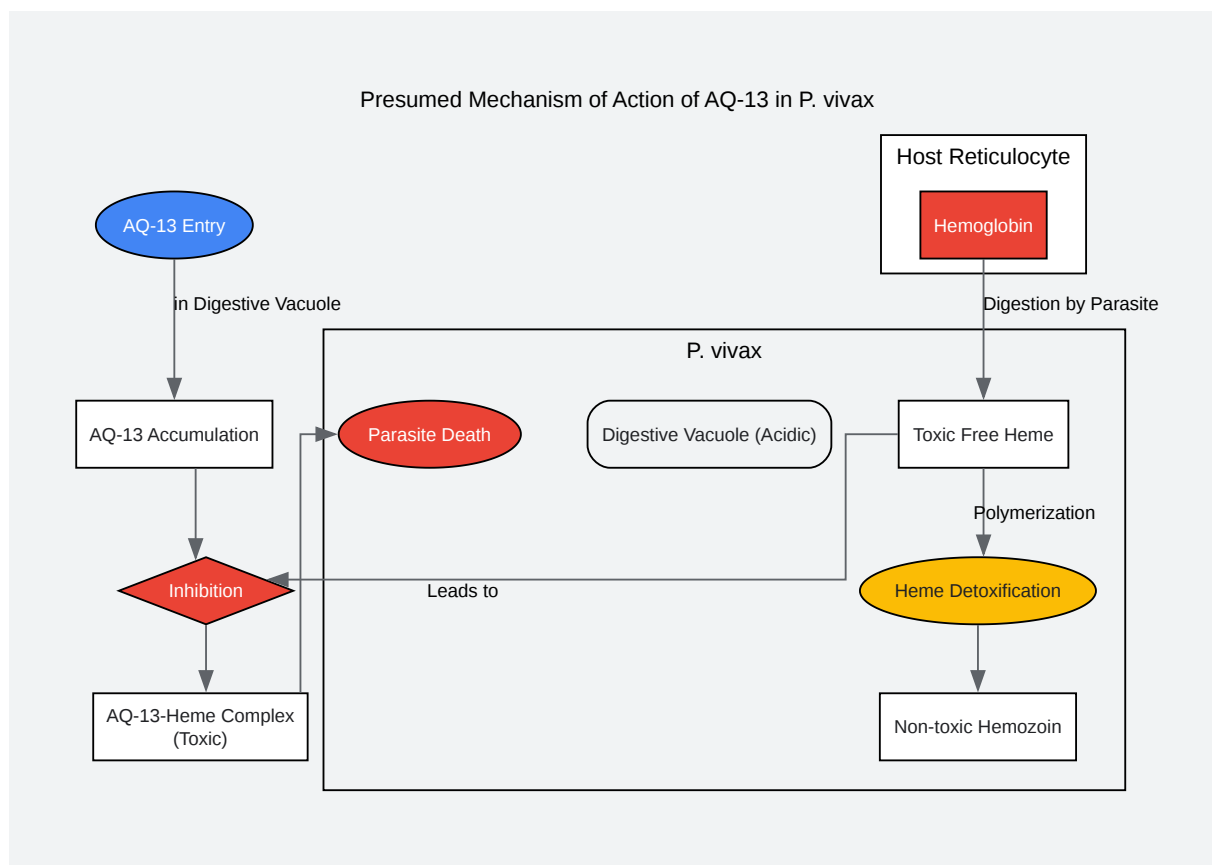 Presumed Mechanism of Action of AQ-13 in P. vivax
Host Reticulocyte
AQ-13 Entry
Hemoglobin
in Digestive Vacuole
Digestion by Parasite
P. vivax
AQ-13 Accumulation
Parasite Death
Digestive Vacuole (Acidic)
Toxic Free Heme
Polymerization
Inhibition
Leads to
Heme Detoxification
AQ-13-Heme Complex
(Toxic)
Non-toxic Hemozoin